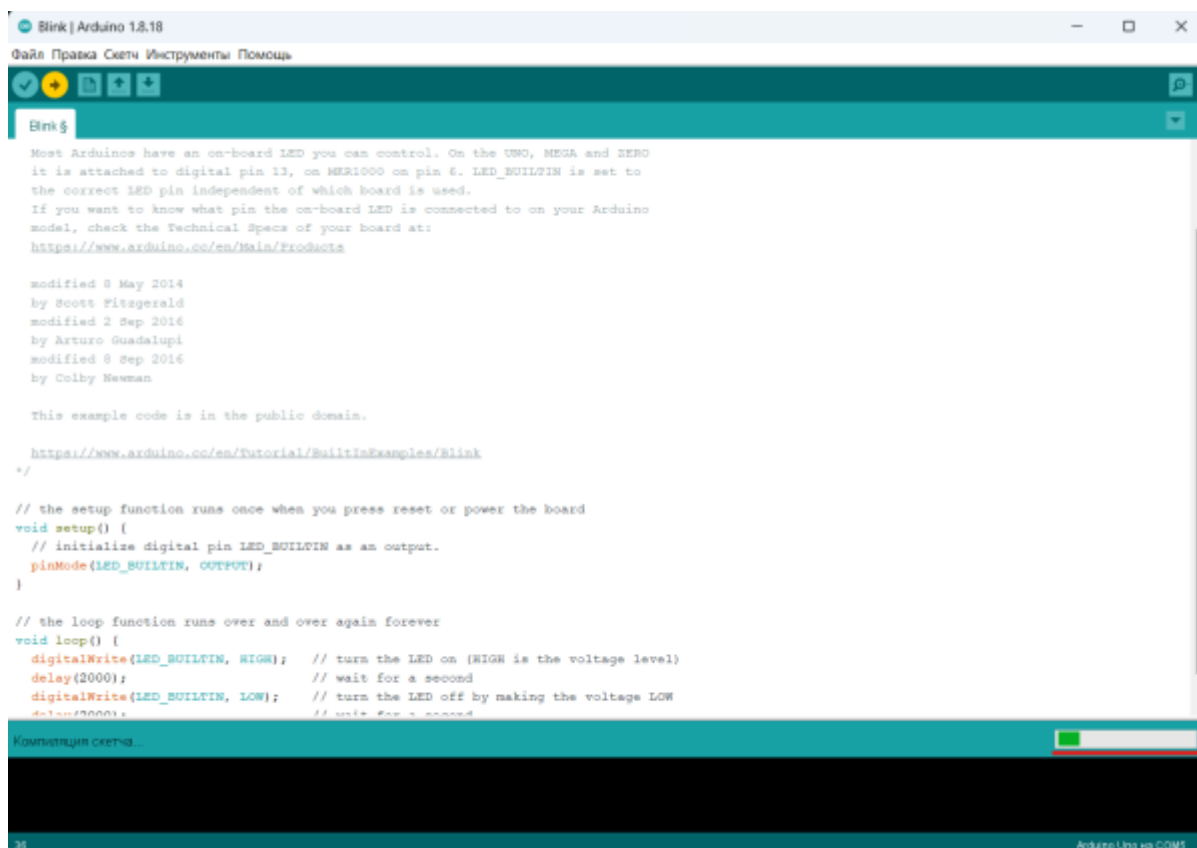 Blink | Arduino 1.8.18
Файл Правка Скетч Инструменты Помощь
Blink §
Most Arduinos have an on-board LED you can control. On the UNO, MEGA and ZERO
it is attached to digital pin 13, on MKR1000 on pin 6. LED_BUILTIN is set to
the correct LED pin independent of which board is used.
If you want to know what pin the on-board LED is connected to on your Arduino
model, check the Technical Specs of your board at:
https://www.arduino.cc/en/Main/Products
modified 8 May 2014
by Scott Fitzgerald
modified 2 Sep 2016
by Arturo Guadalupi
modified 8 Sep 2016
by Colby Newman
This example code is in the public domain.
https://www.arduino.cc/en/Tutorial/BuiltInExamples/Blink
*/
// the setup function runs once when you press reset or power the board
void setup() {
// initialize digital pin LED_BUILTIN as an output.
pinMode(LED_BUILTIN, OUTPUT);
}
// the loop function runs over and over again forever
void loop() {
digitalWrite(LED_BUILTIN, HIGH); // turn the LED on (HIGH is the voltage level)
delay(2000); // wait for a second
digitalWrite(LED_BUILTIN, LOW); // turn the LED off by making the voltage LOW
delay(2000); // wait for a second
Компиляция скетча...
36
Arduino Uno на COM5